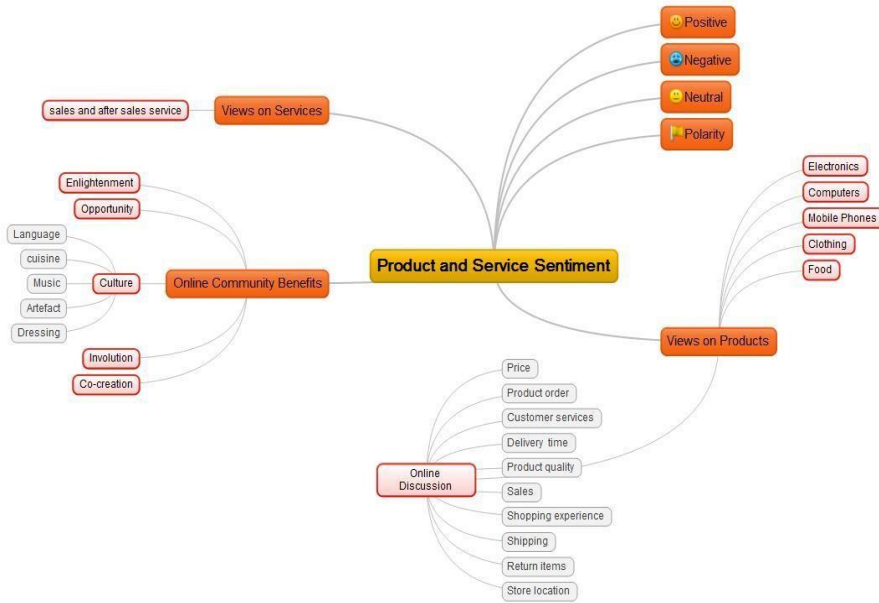 Positive
Negative
Neutral
Polarity
sales and after sales service
Views on Services
Enlightenment
Opportunity
Language
cuisine
Music
Artefact
Dressing
Culture
Online Community Benefits
Involution
Co-creation
Product and Service Sentiment
Electronics
Computers
Mobile Phones
Clothing
Food
Views on Products
Online
Discussion
Price
Product order
Customer services
Delivery time
Product quality
Sales
Shopping experience
Shipping
Return items
Store location